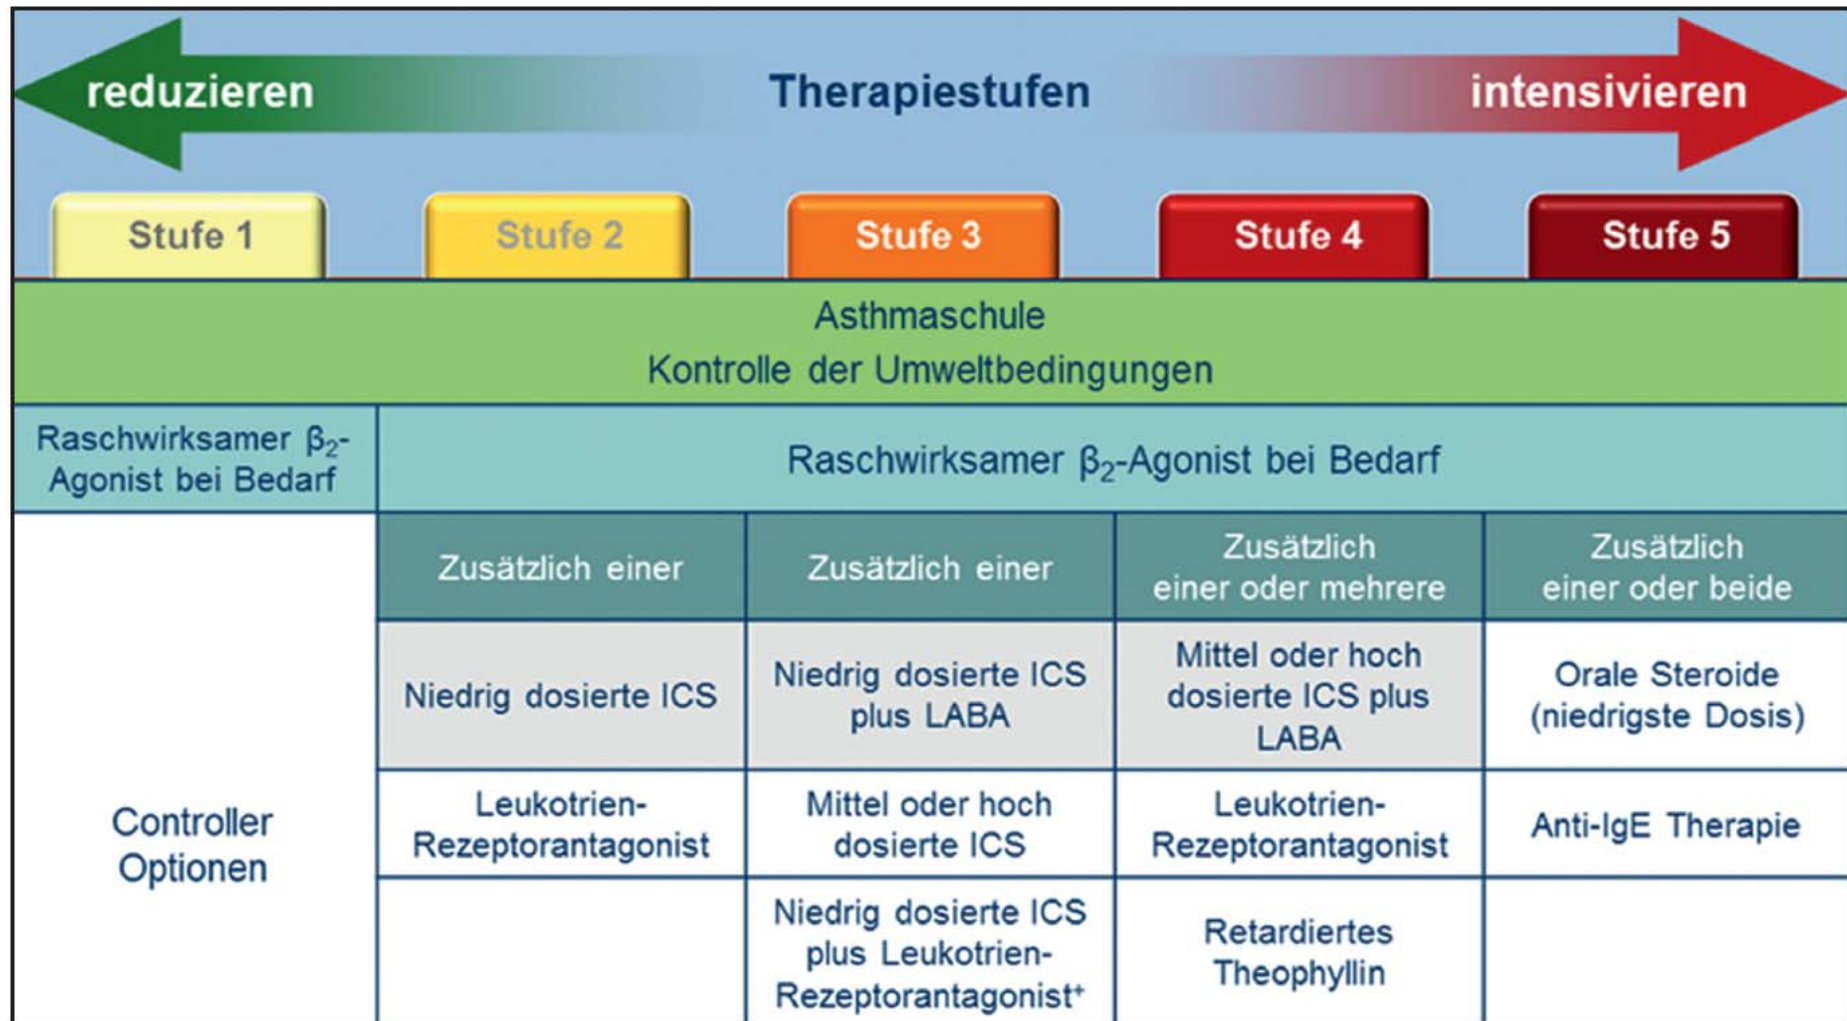 reduzieren
Therapiestufen
intensivieren
Stufe 1
Stufe 2
Stufe 3
Stufe 4
Stufe 5
Asthmaschule
Kontrolle der Umweltbedingungen
Raschwirksamer β₂-
Agonist bei Bedarf
Raschwirksamer β₂-Agonist bei Bedarf
Controller
Optionen
Zusätzlich einer
Zusätzlich einer
Zusätzlich
einer oder mehrere
Zusätzlich
einer oder beide
Niedrig dosierte ICS
Niedrig dosierte ICS
plus LABA
Mittel oder hoch
dosierte ICS plus
LABA
Orale Steroide
(niedrigste Dosis)
Leukotrien-
Rezeptorantagonist
Mittel oder hoch
dosierte ICS
Leukotrien-
Rezeptorantagonist
Anti-IgE Therapie
Niedrig dosierte ICS
plus Leukotrien-
Rezeptorantagonist⁺
Retardiertes
Theophyllin